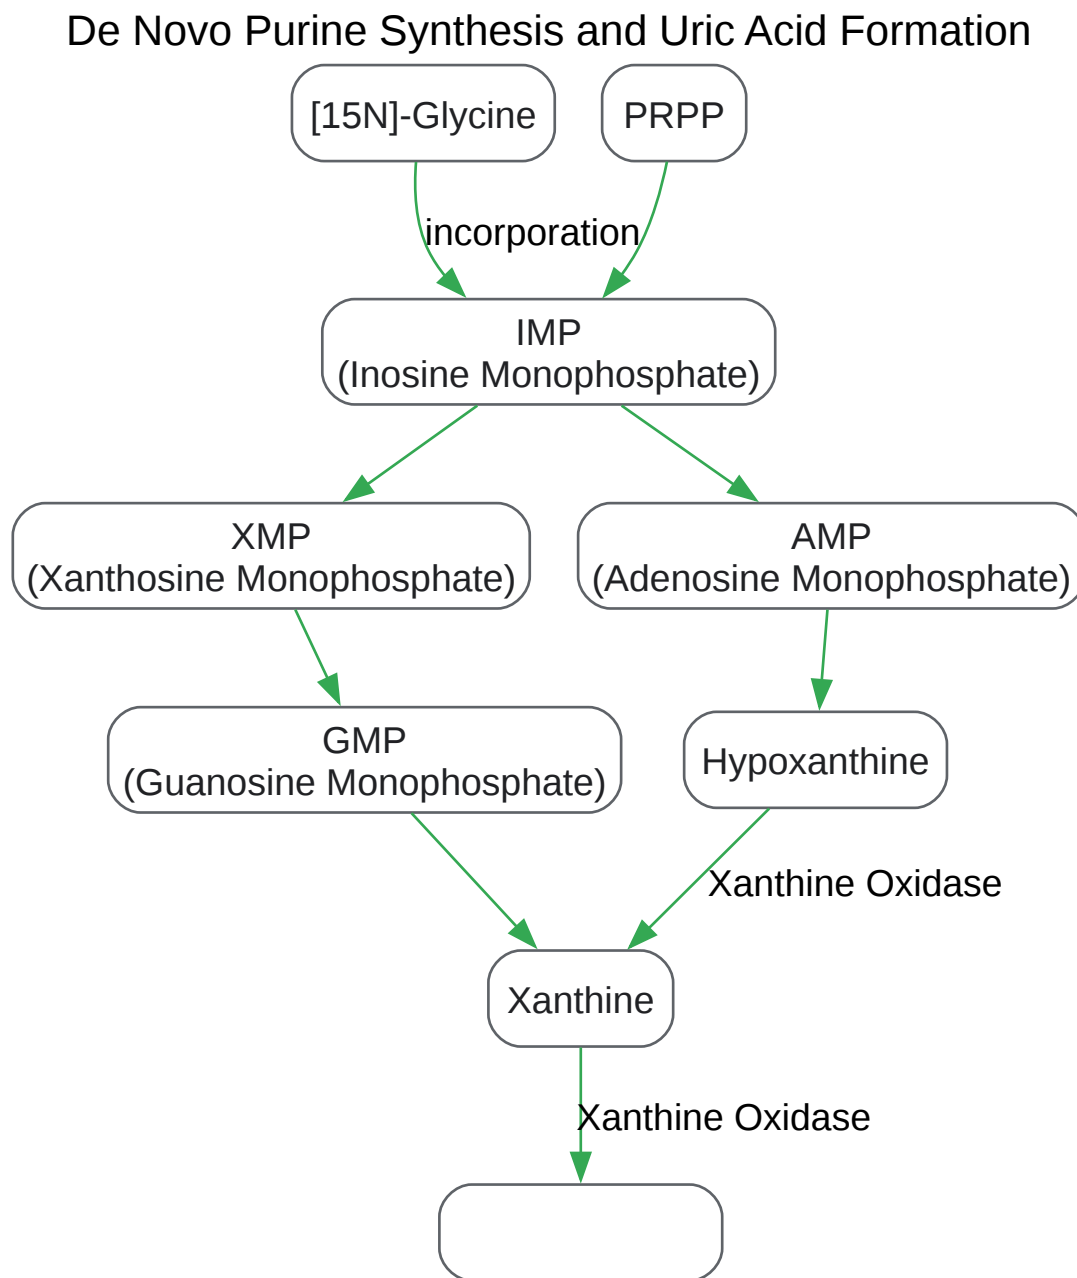 De Novo Purine Synthesis and Uric Acid Formation
[15N]-Glycine
PRPP
incorporation
IMP
(Inosine Monophosphate)
XMP
(Xanthosine Monophosphate)
AMP
(Adenosine Monophosphate)
GMP
(Guanosine Monophosphate)
Hypoxanthine
Xanthine Oxidase
Xanthine
Xanthine Oxidase